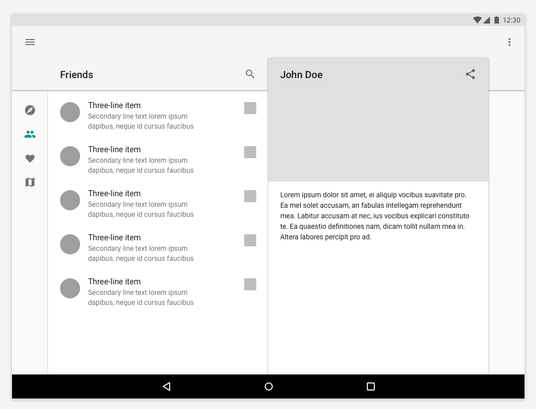 12:30
Friends
John Doe
Three-line item
Secondary line text lorem ipsum
dapibus, neque id cursus faucibus
Three-line item
Secondary line text lorem ipsum
dapibus, neque id cursus faucibus
Three-line item
Secondary line text lorem ipsum
dapibus, neque id cursus faucibus
Three-line item
Secondary line text lorem ipsum
dapibus, neque id cursus faucibus
Three-line item
Secondary line text lorem ipsum
dapibus, neque id cursus faucibus
Lorem ipsum dolor sit amet, ei aliquip vocibus suavitate pro.
Ea mel solet accusam, an fabulas intellegam reprehendunt
mea. Labitur accusam at nec, ius vocibus explicari constituto
te. Ea quaestio definitiones nam, dicam tollit nullam mea in.
Altera labores percipit pro ad.